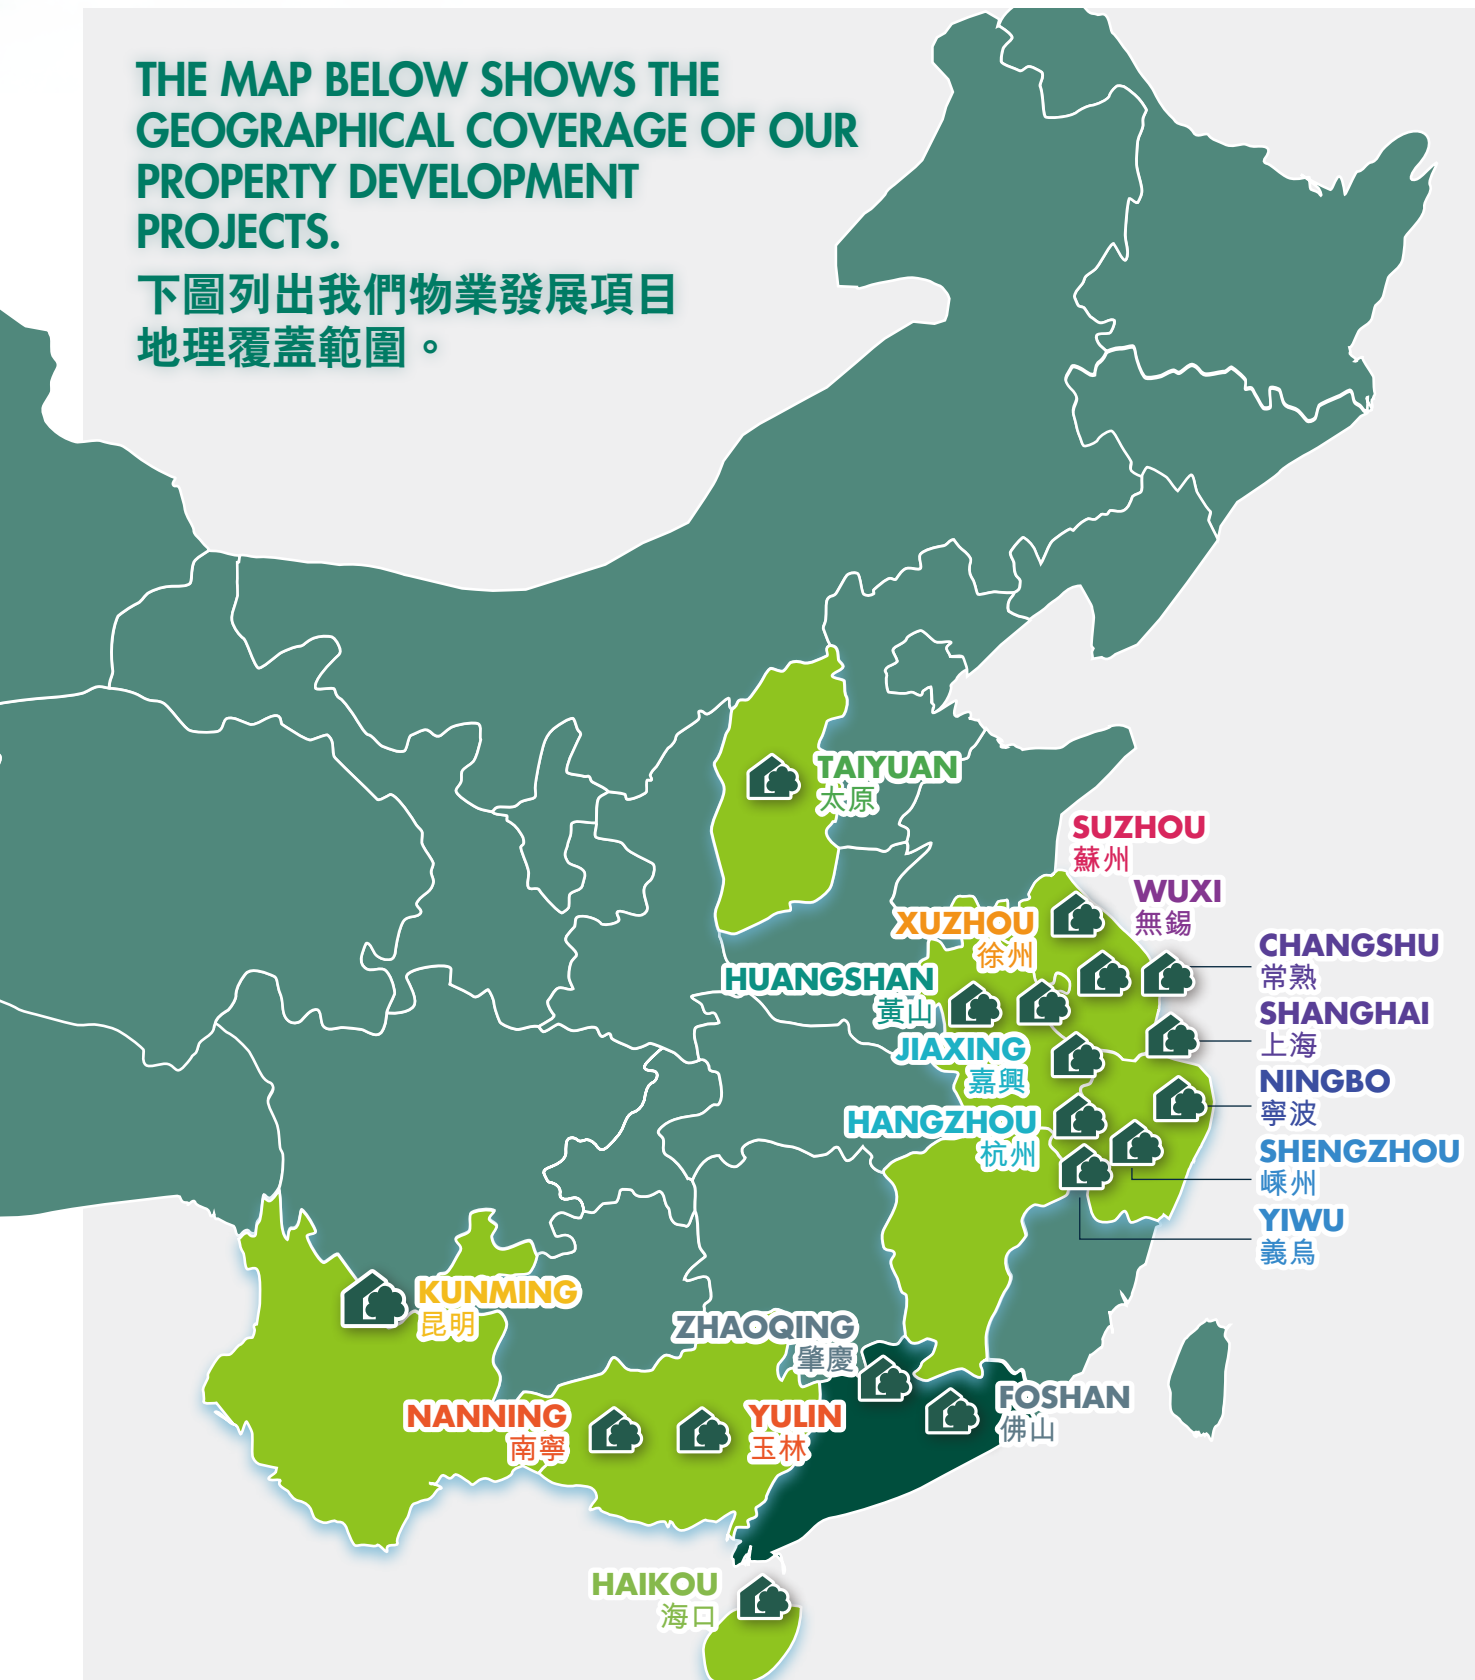 THE MAP BELOW SHOWS THE
GEOGRAPHICAL COVERAGE OF OUR
PROPERTY DEVELOPMENT
PROJECTS.
下圖列出我們物業發展項目
地理覆蓋範圍。
TAIYUAN
太原
SUZHOU
蘇州
WUXI
無錫
XUZHOU
徐州
CHANGSHU
常熟
HUANGSHAN
黃山
SHANGHAI
上海
JIAXING
嘉興
NINGBO
寧波
HANGZHOU
杭州
SHENGZHOU
嵊州
YIWU
義烏
KUNMING
昆明
ZHAOQING
肇慶
FOSHAN
佛山
NANNING
南寧
YULIN
玉林
HAIKOU
海口